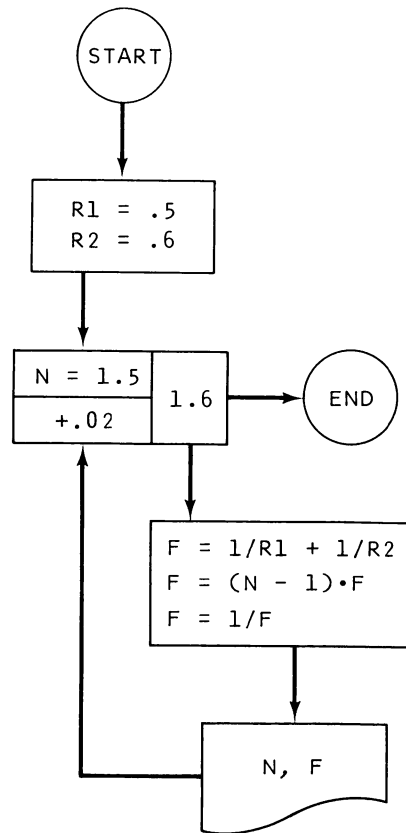 START
R1 = .5
R2 = .6
N = 1.5
+.02
1.6
END
F = 1/R1 + 1/R2
F = (N - 1)•F
F = 1/F
N, F